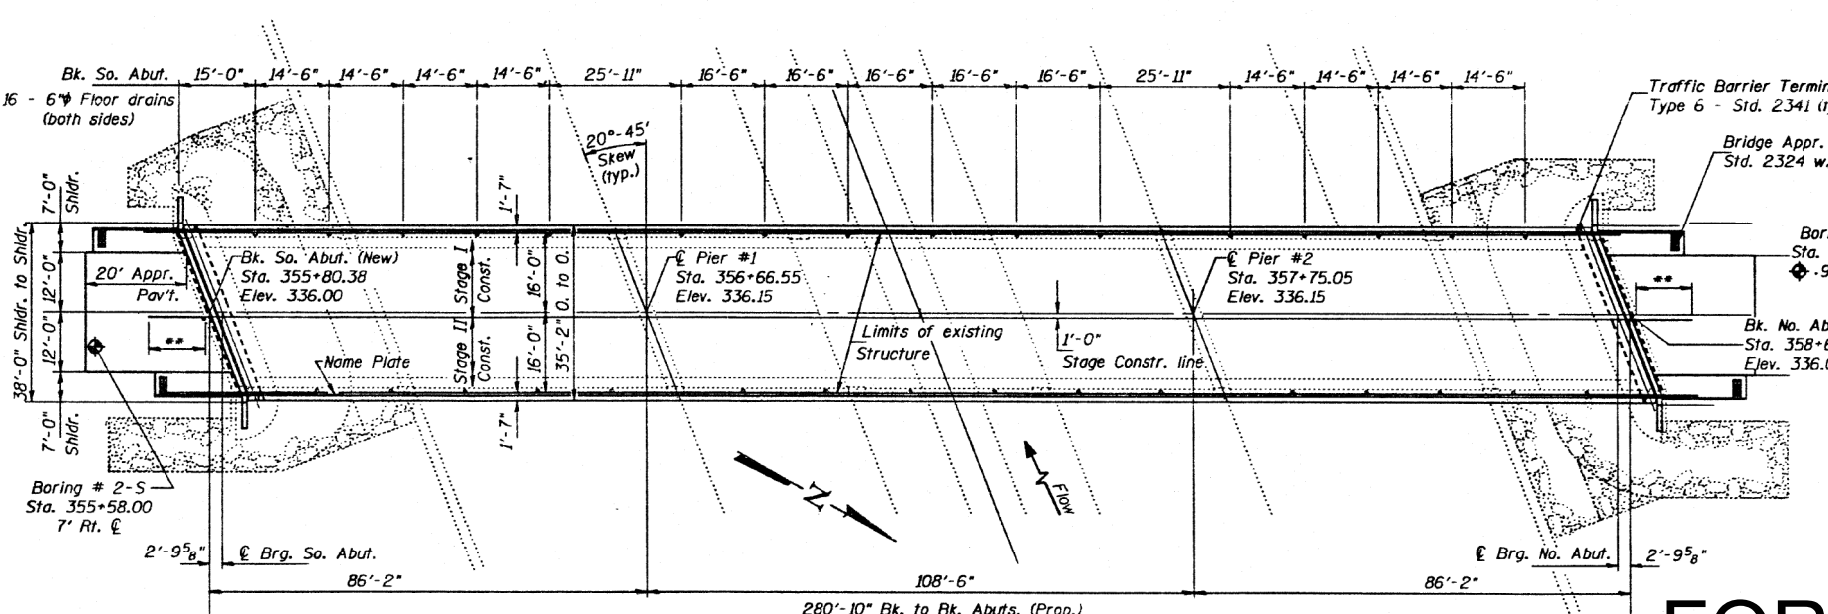 Bk. So. Abut.
15'-0" 14'-6" 14'-6" 14'-6" 14'-6" 25'-11" 16'-6" 16'-6" 16'-6" 16'-6" 16'-6" 25'-11" 14'-6" 14'-6" 14'-6" 14'-6"
16 - 6"φ Floor drains
(both sides)
Traffic Barrier Termin
Type 6 - Std. 2341
Bridge Appr.
Std. 2324 w.
20°-45'
Skew
(typ.)
7'-0"
Shldr.
1'-7"
38'-0" Shldr. to Shldr.
12'-0"
12'-0"
7'-0"
Shldr.
20' Appr.
Pav't.
**
Bk. So. Abut. (New)
Sta. 355+80.38
Elev. 336.00
Stage I
Const.
16'-0"
Stage II
Const.
16'-0"
35'-2" O. to O.
1'-7"
℄ Pier #1
Sta. 356+66.55
Elev. 336.15
℄ Pier #2
Sta. 357+75.05
Elev. 336.15
Limits of existing
Structure
1'-0"
Stage Constr. line
Name Plate
**
Bor
Sta.
Bk. No. Ab
Sta. 358+6
Elev. 336.0
Boring # 2-S
Sta. 355+58.00
7' Rt. ℄
N
Flow
2'-9⅝"
℄ Brg. So. Abut.
℄ Brg. No. Abut.
2'-9⅝"
86'-2"
108'-6"
86'-2"
280'-10" Bk. to Bk. Abuts. (Prop.)
FOR